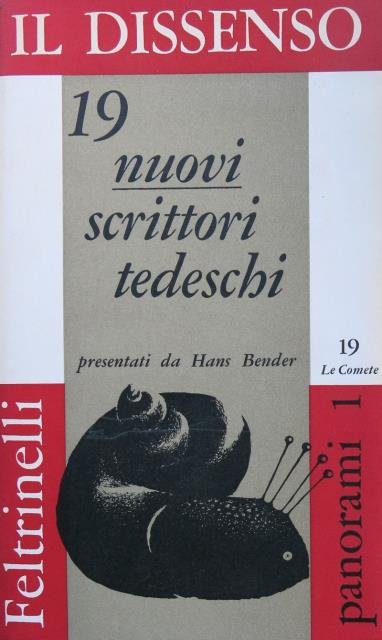 IL DISSENSO
19
nuovi
scrittori
tedeschi
presentati da Hans Bender
19
Le Comete
Feltrinelli
panorami 1